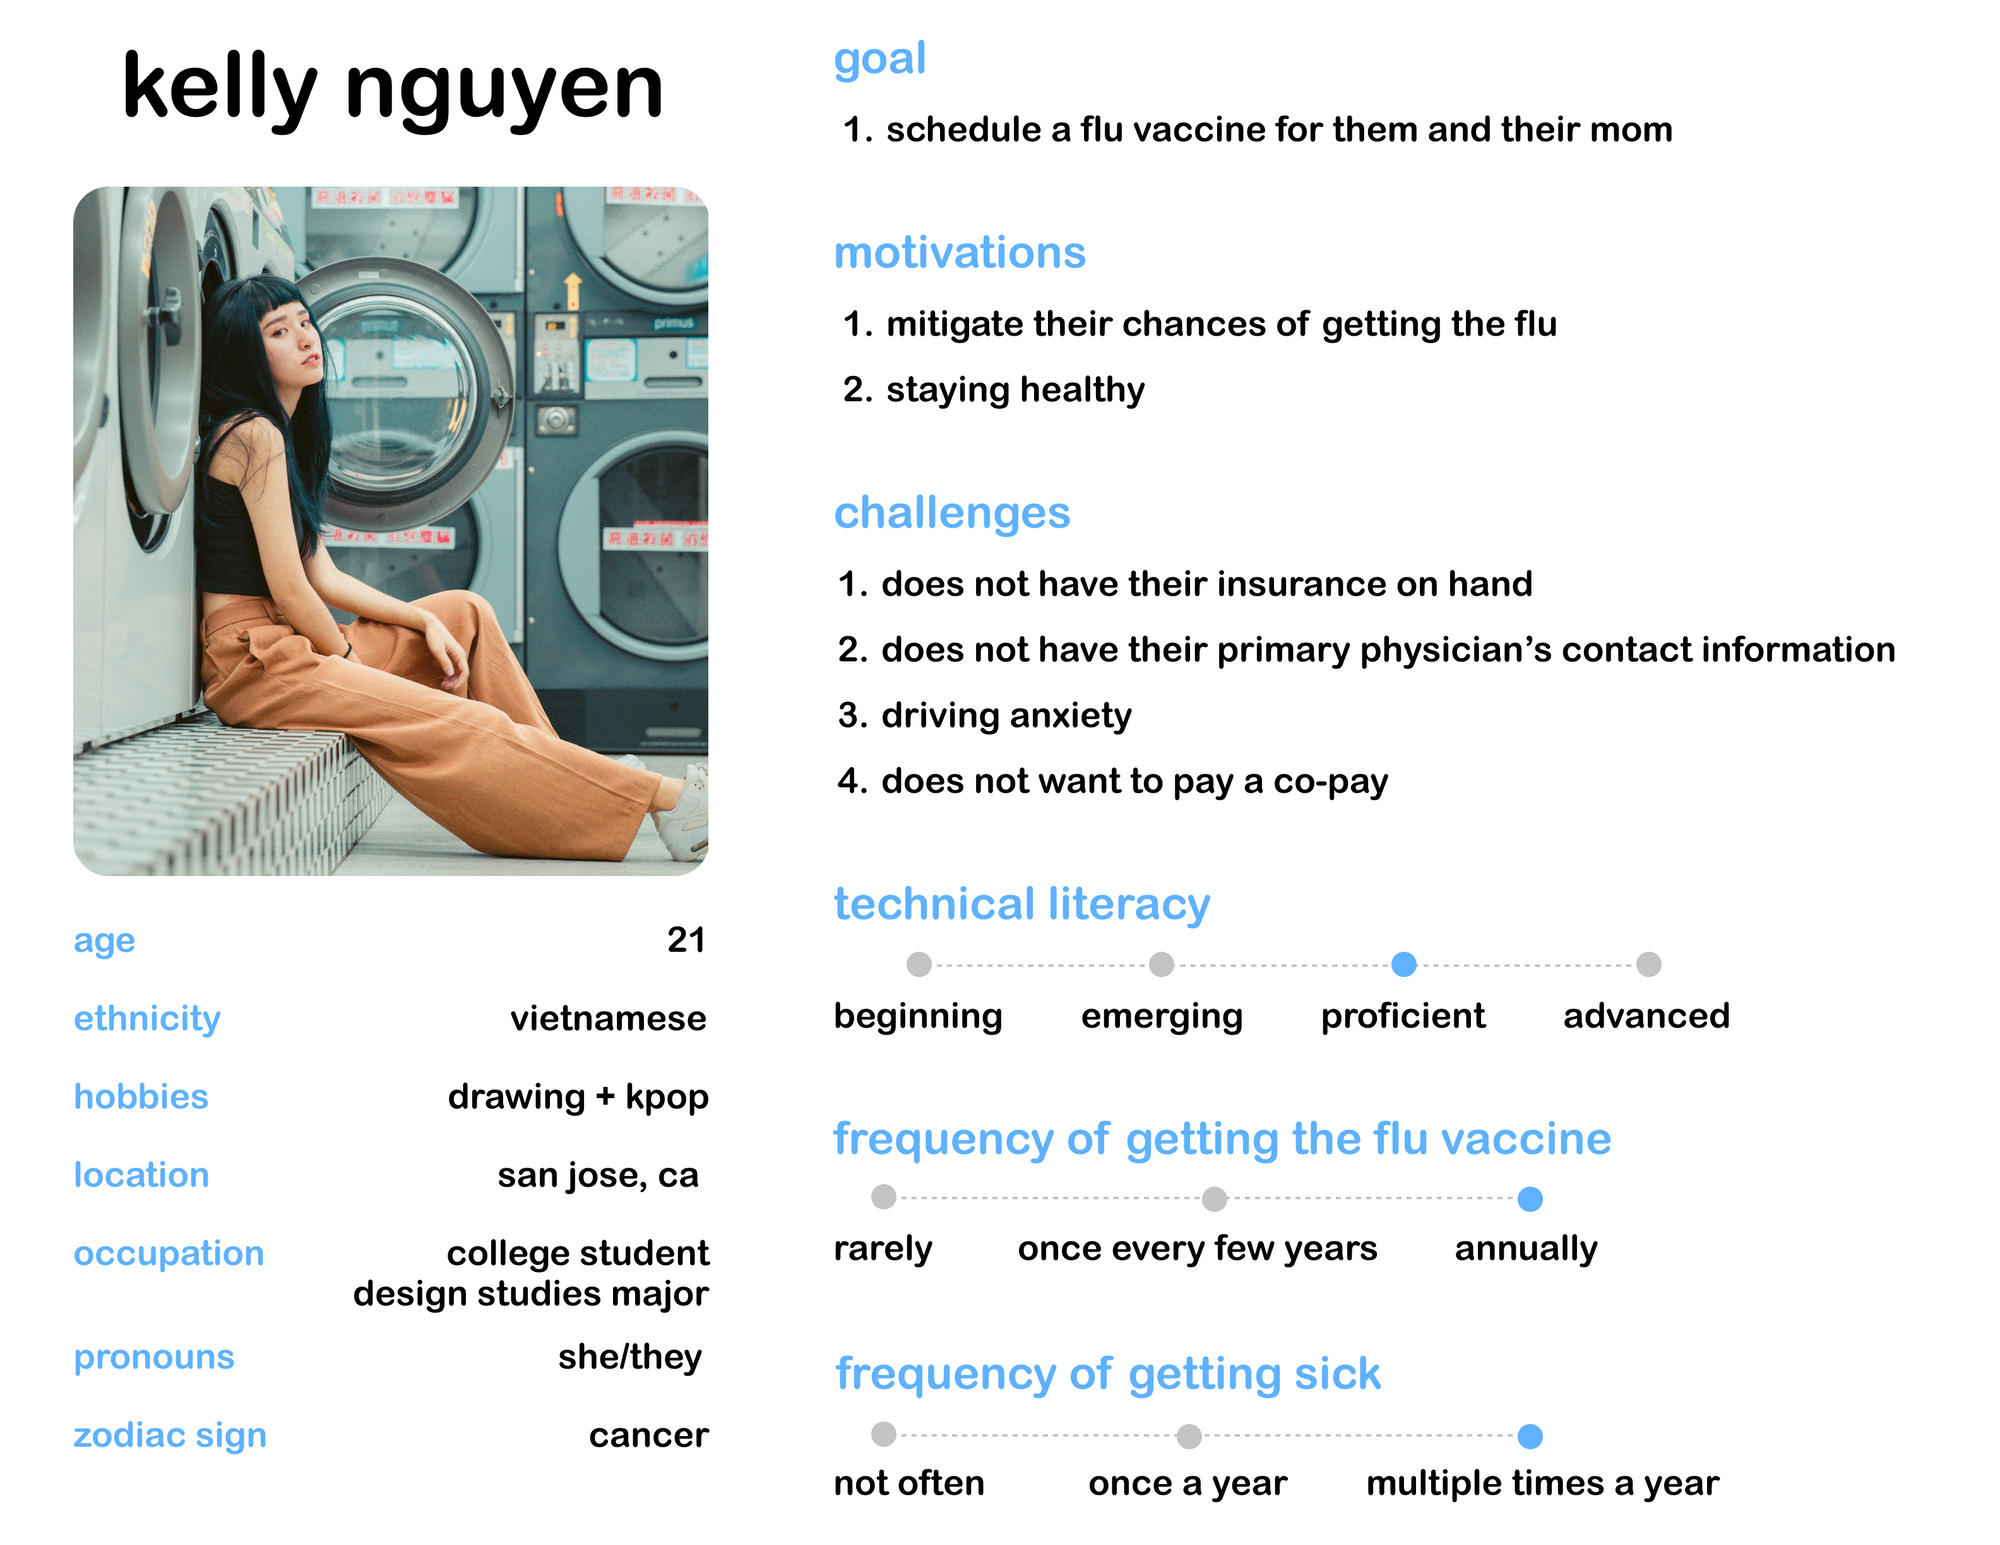 kelly nguyen
primus
age 21
ethnicity vietnamese
hobbies drawing + kpop
location san jose, ca
occupation college student
design studies major
pronouns she/they
zodiac sign cancer
goal
1. schedule a flu vaccine for them and their mom
motivations
1. mitigate their chances of getting the flu
2. staying healthy
challenges
1. does not have their insurance on hand
2. does not have their primary physician’s contact information
3. driving anxiety
4. does not want to pay a co-pay
technical literacy
beginning emerging proficient advanced
frequency of getting the flu vaccine
rarely once every few years annually
frequency of getting sick
not often once a year multiple times a year